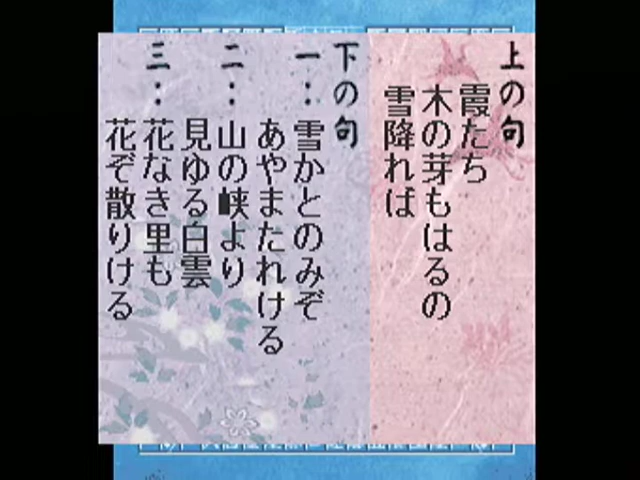 上の句
霞たち
木の芽もはるの
雪降れば
下の句
一：雪かとのみぞ
あやまたれける
二：山の峡より
見ゆる白雲
三：花なき里も
花ぞ散りける